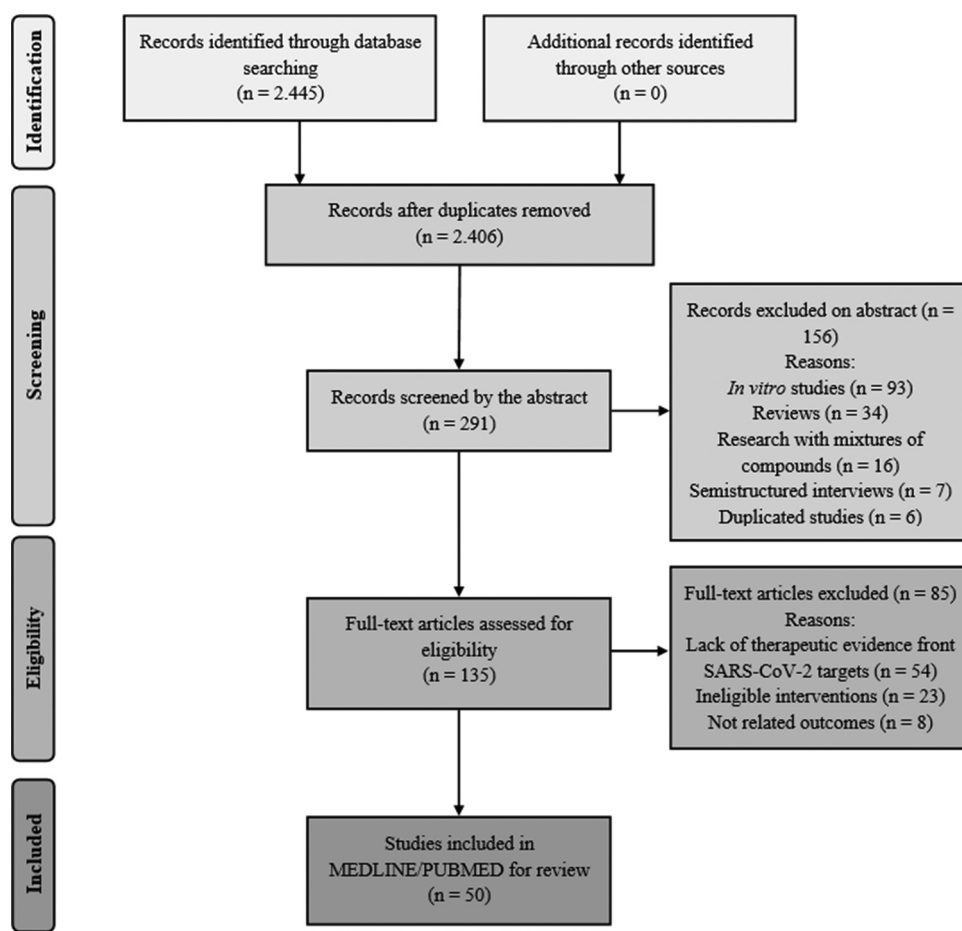 Identification
Records identified through database
searching
(n = 2.445)
Additional records identified
through other sources
(n = 0)
Screening
Records after duplicates removed
(n = 2.406)
Records screened by the abstract
(n = 291)
Records excluded on abstract (n =
156)
Reasons:
In vitro studies (n = 93)
Reviews (n = 34)
Research with mixtures of
compounds (n = 16)
Semistructured interviews (n = 7)
Duplicated studies (n = 6)
Eligibility
Full-text articles assessed for
eligibility
(n = 135)
Full-text articles excluded (n = 85)
Reasons:
Lack of therapeutic evidence front
SARS-CoV-2 targets (n = 54)
Ineligible interventions (n = 23)
Not related outcomes (n = 8)
Included
Studies included in
MEDLINE/PUBMED for review
(n = 50)